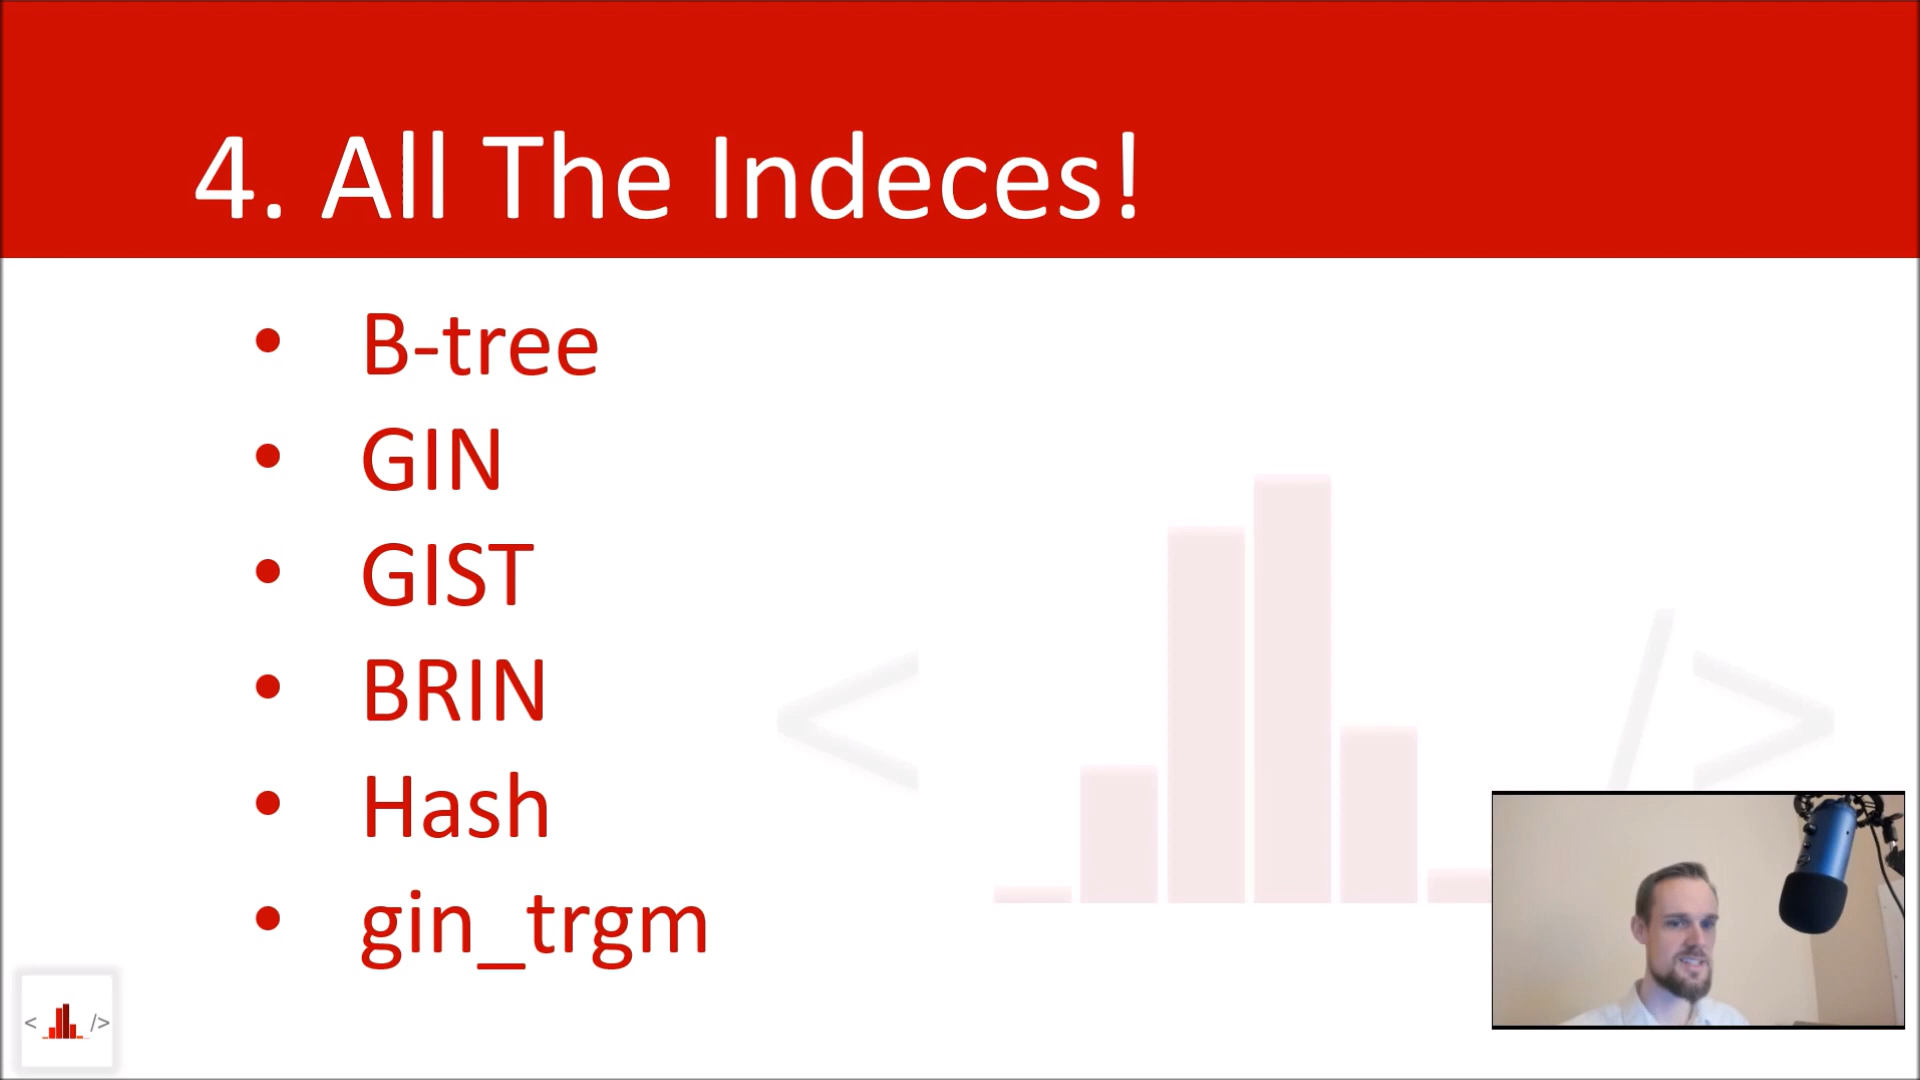 4. All The Indeces!
• B-tree
• GIN
• GIST
• BRIN
• Hash
• gin_trgm
< />
< />